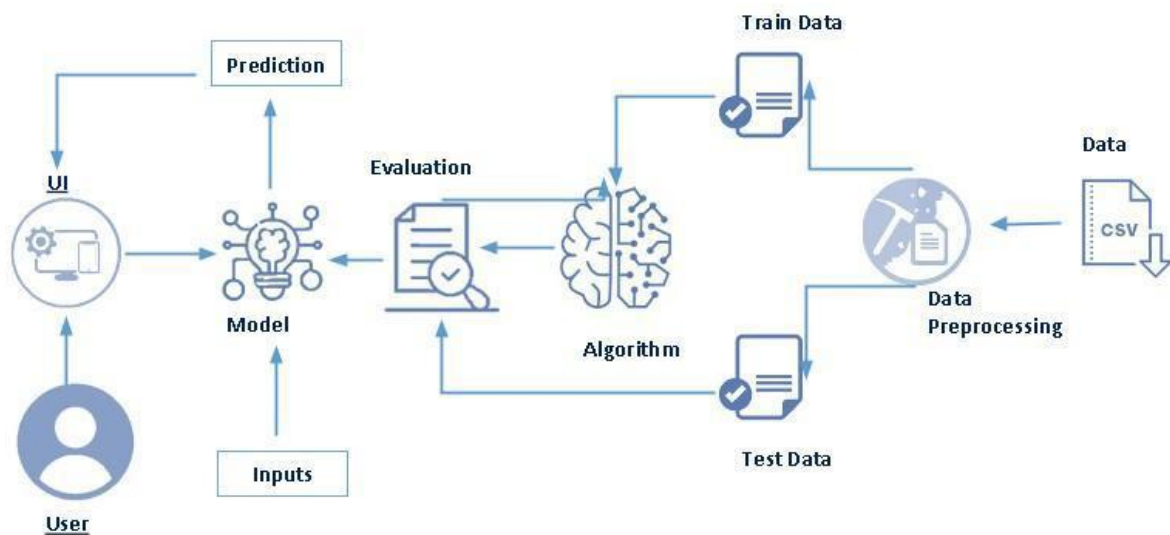 Train Data
Prediction
Evaluation
Data
UI
CSV
Model
Algorithm
Data
Preprocessing
Inputs
Test Data
User